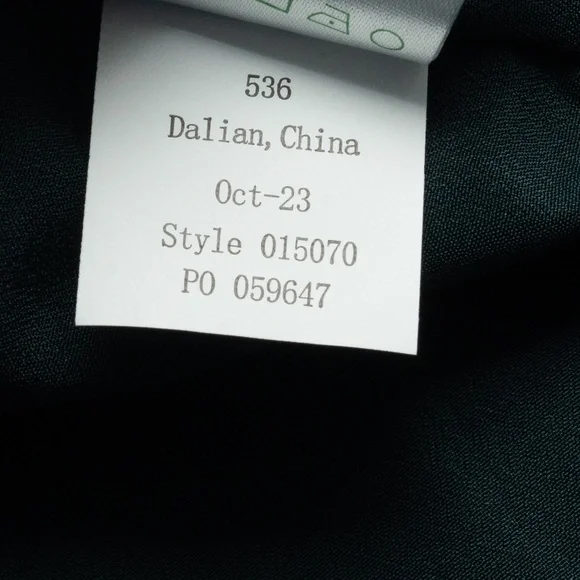 536
Dalian, China
Oct-23
Style 015070
PO 059647